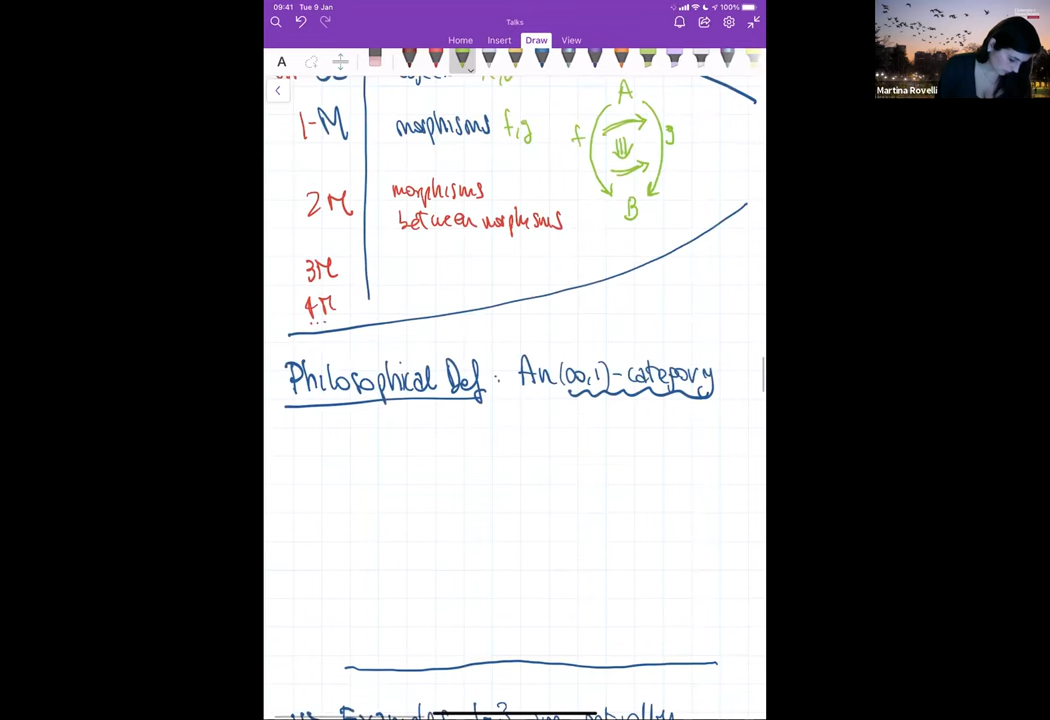 09:41 Tue 9 Jan
100%
Talks
Home Insert Draw View
A
Martina Rovelli
A
1-M morphisms f,g
f g
B
2M morphisms
between morphisms
3M
4M
...
Philosophical Def: An (∞,1)-category